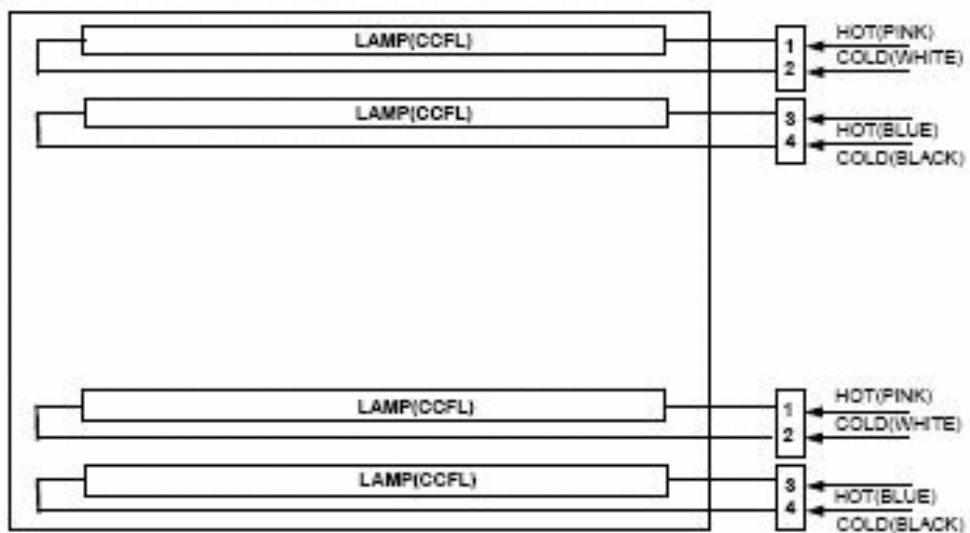 LAMP(CCFL)
1
HOT(PINK)
2
COLD(WHITE)
LAMP(CCFL)
3
HOT(BLUE)
4
COLD(BLACK)
LAMP(CCFL)
1
HOT(PINK)
2
COLD(WHITE)
LAMP(CCFL)
3
HOT(BLUE)
4
COLD(BLACK)